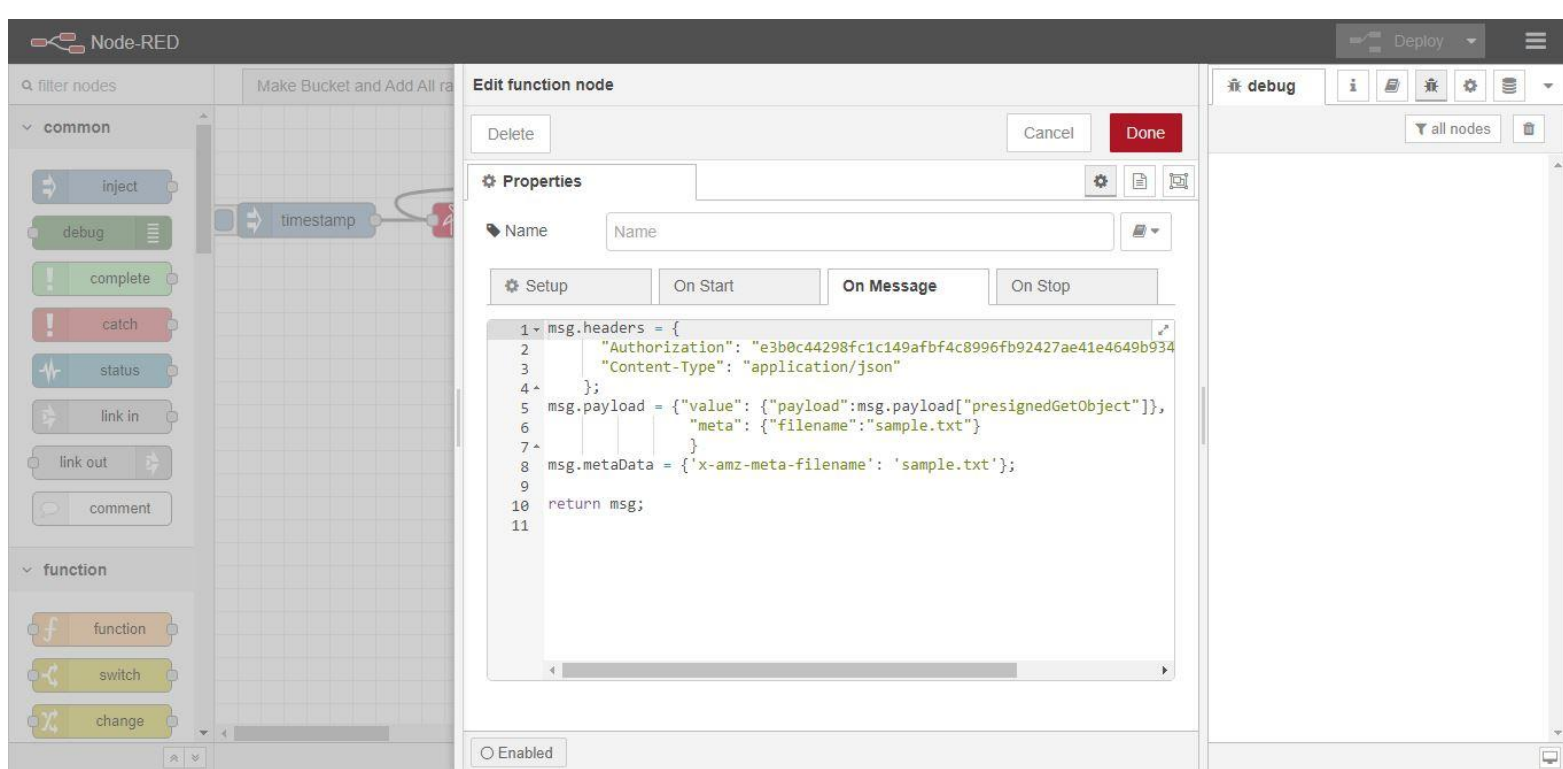 Node-RED
Deploy
filter nodes
Make Bucket and Add All ra
Edit function node
debug
i
common
Delete
Cancel
Done
all nodes
inject
Properties
timestamp
Name
Name
debug
complete
Setup
On Start
On Message
On Stop
catch
1 msg.headers = {
2 "Authorization": "e3b0c44298fc1c149afbf4c8996fb92427ae41e4649b934
3 "Content-Type": "application/json"
4 };
5 msg.payload = {"value": {"payload":msg.payload["presignedGetObject"]},
6 "meta": {"filename":"sample.txt"}
7 }
8 msg.metaData = {'x-amz-meta-filename': 'sample.txt'};
9
10 return msg;
11
status
link in
link out
comment
function
function
switch
change
Enabled